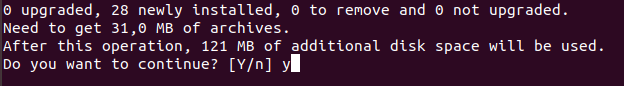 0 upgraded, 28 newly installed, 0 to remove and 0 not upgraded.
Need to get 31,0 MB of archives.
After this operation, 121 MB of additional disk space will be used.
Do you want to continue? [Y/n] y